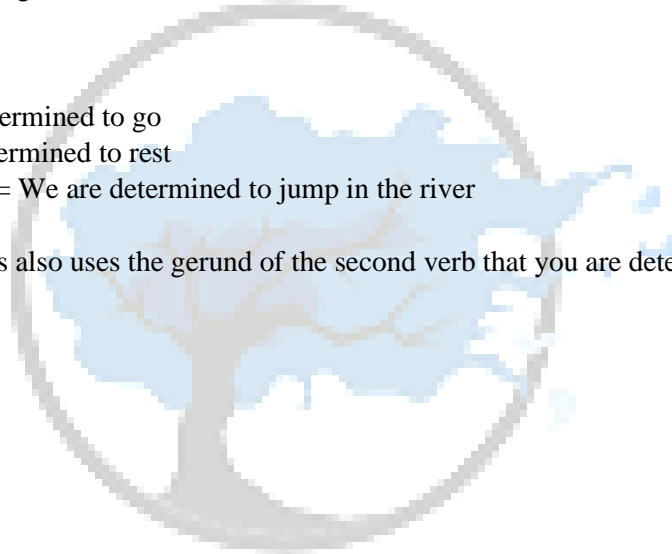 ermined to go
ermined to rest
= We are determined to jump in the river
s also uses the gerund of the second verb that you are dete